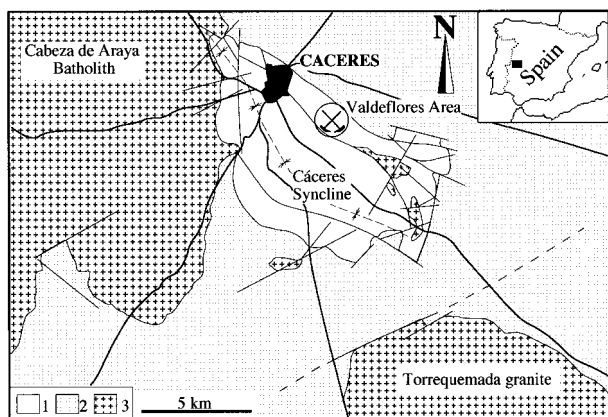 Cabeza de Araya
Batholith
CACERES
N
Spain
Valdeflores Area
Cáceres
Syncline
Torrequemada granite
1 2 3
5 km